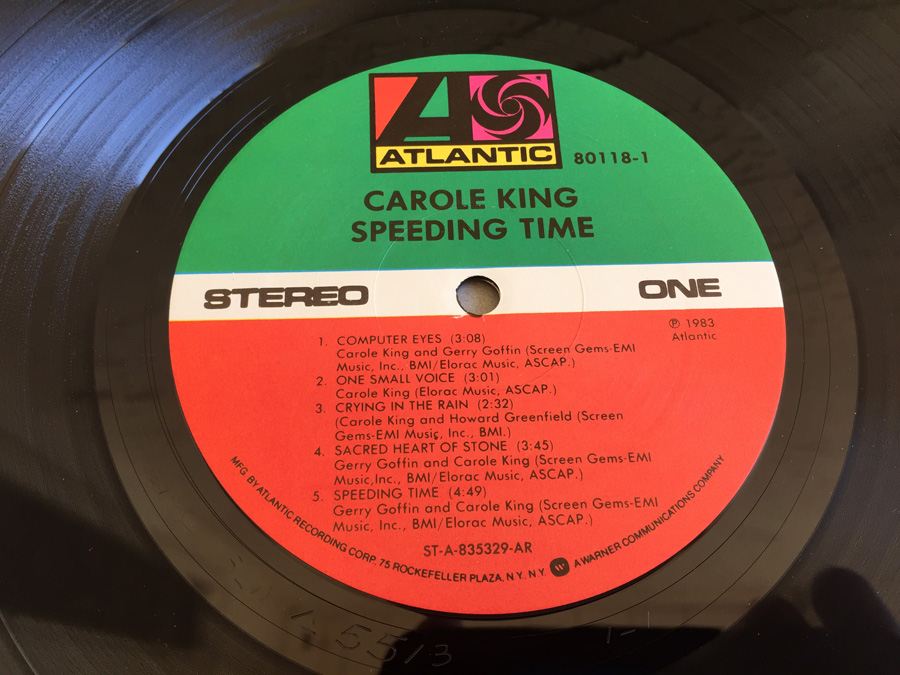 ATLANTIC
80118-1
CAROLE KING
SPEEDING TIME
STEREO
ONE
℗ 1983
Atlantic
1. COMPUTER EYES (3:08)
Carole King and Gerry Goffin (Screen Gems-EMI
Music, Inc., BMI/Elorac Music, ASCAP.)
2. ONE SMALL VOICE (3:01)
Carole King (Elorac Music, ASCAP.)
3. CRYING IN THE RAIN (2:32)
(Carole King and Howard Greenfield (Screen
Gems-EMI Music, Inc., BMI.)
4. SACRED HEART OF STONE (3:45)
Gerry Goffin and Carole King (Screen Gems-EMI
Music,Inc., BMI/Elorac Music, ASCAP.)
5. SPEEDING TIME (4:49)
Gerry Goffin and Carole King (Screen Gems-EMI
Music, Inc., BMI/Elorac Music, ASCAP.)
ST-A-835329-AR
MFG BY ATLANTIC RECORDING CORP. 75 ROCKEFELLER PLAZA, N.Y. N.Y. A WARNER COMMUNICATIONS COMPANY